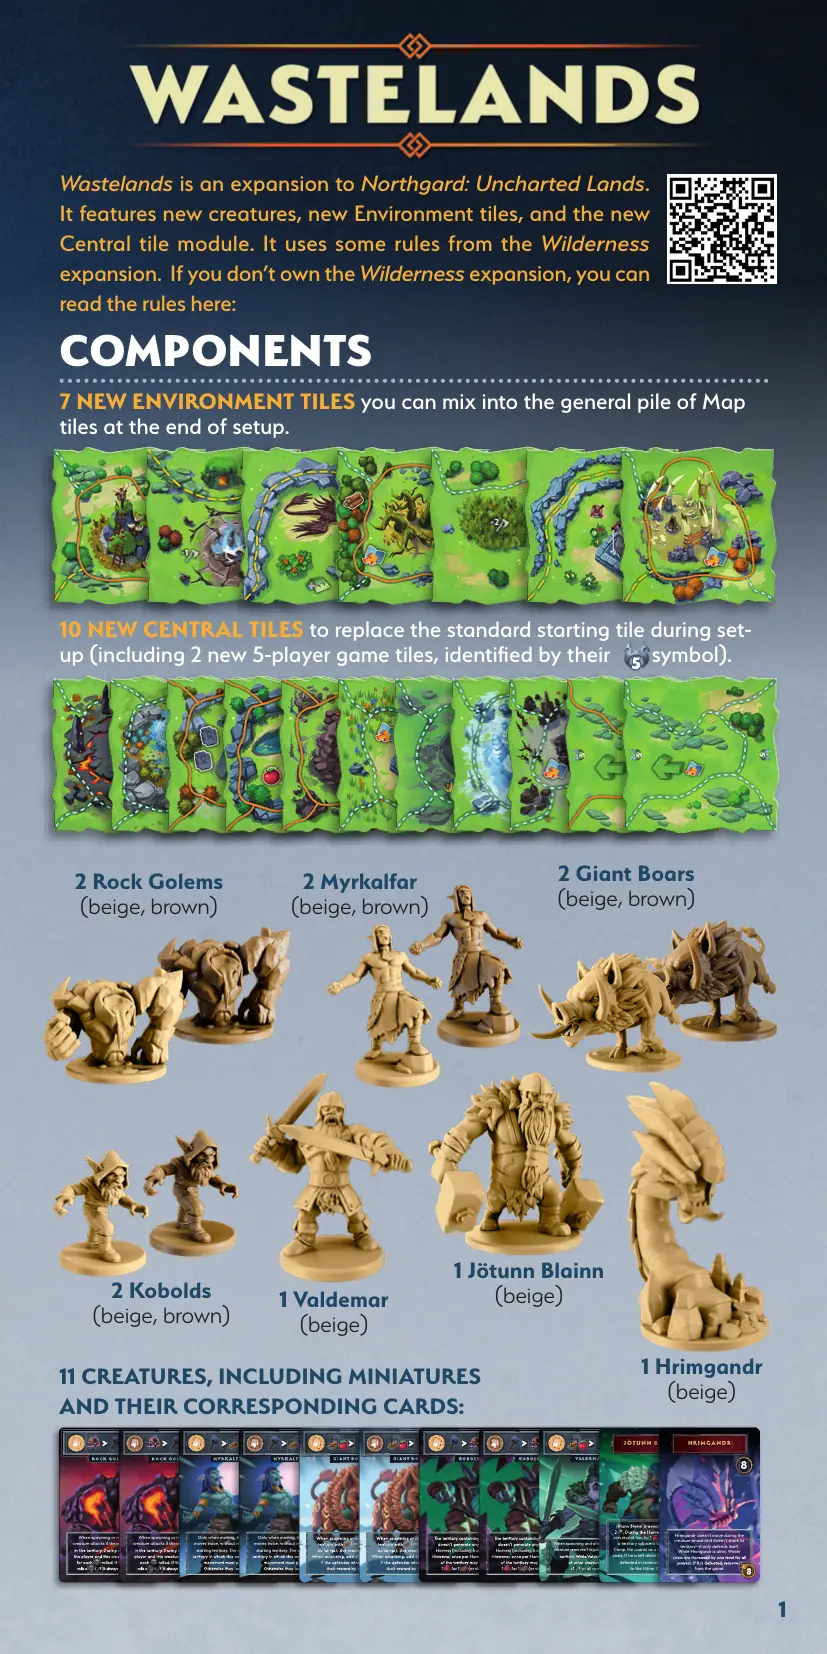 WASTELANDS
Wastelands is an expansion to Northgard: Uncharted Lands.
It features new creatures, new Environment tiles, and the new
Central tile module. It uses some rules from the Wilderness
expansion. If you don't own the Wilderness expansion, you can
read the rules here:
COMPONENTS
7 NEW ENVIRONMENT TILES you can mix into the general pile of Map
tiles at the end of setup.
10 NEW CENTRAL TILES to replace the standard starting tile during set-
up (including 2 new 5-player game tiles, identified by their 5 symbol).
2 Rock Golems
(beige, brown)
2 Myrkalfar
(beige, brown)
2 Giant Boars
(beige, brown)
2 Kobolds
(beige, brown)
1 Valdemar
(beige)
1 Jötunn Blainn
(beige)
1 Hrimgandr
(beige)
11 CREATURES, INCLUDING MINIATURES
AND THEIR CORRESPONDING CARDS:
HRIMGANDR
8
8
1